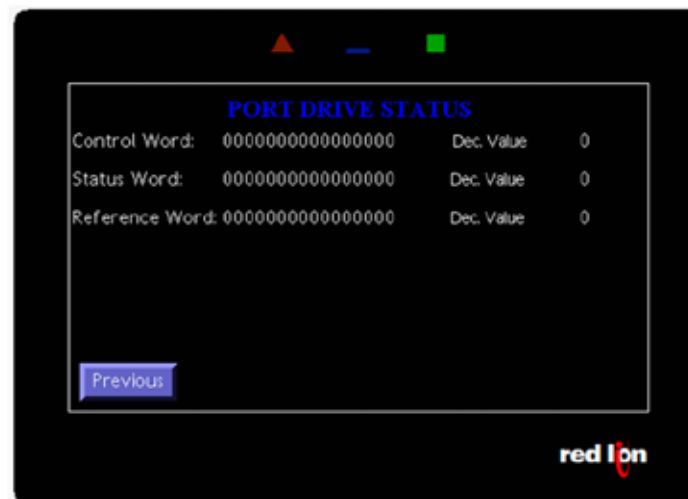 PORT DRIVE STATUS
Control Word: 0000000000000000 Dec. Value 0
Status Word: 0000000000000000 Dec. Value 0
Reference Word: 0000000000000000 Dec. Value 0
Previous
red lion